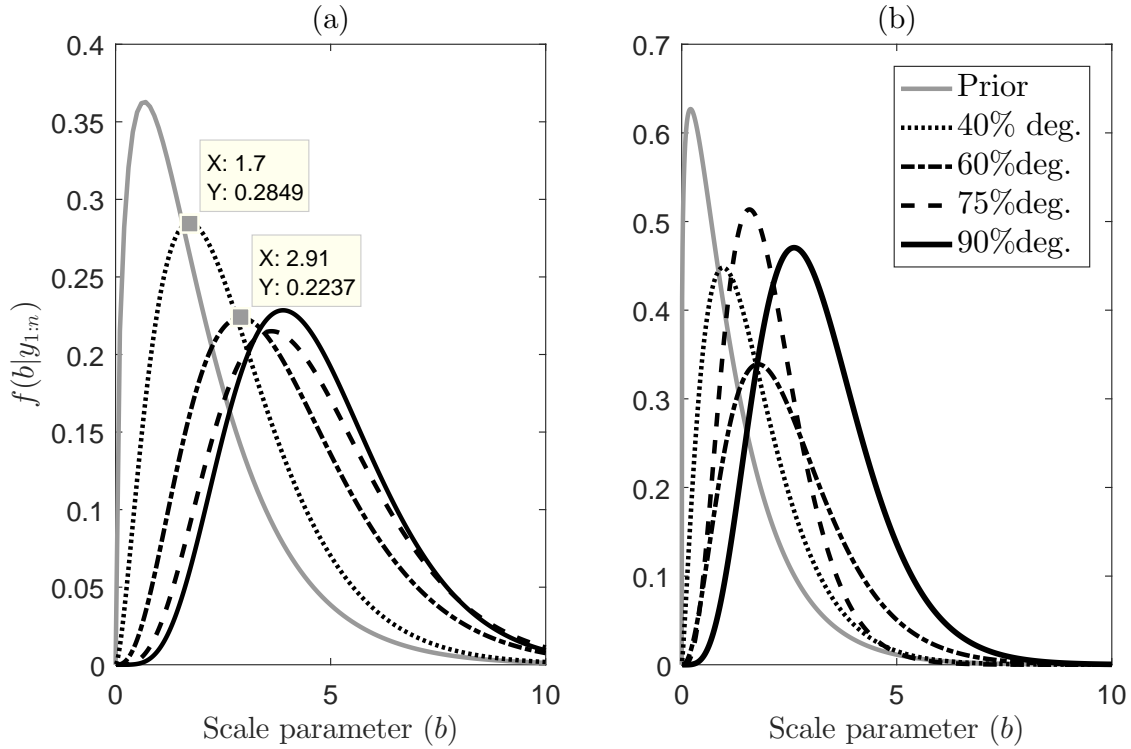 (a)
0.4
0.35
0.3
0.25
0.2
0.15
0.1
0.05
0
0 5 10
X: 1.7
Y: 0.2849
X: 2.91
Y: 0.2237
f(b|y1:n)
Scale parameter (b)
(b)
0.7
0.6
0.5
0.4
0.3
0.2
0.1
0
0 5 10
Prior
40% deg.
60%deg.
75%deg.
90%deg.
Scale parameter (b)